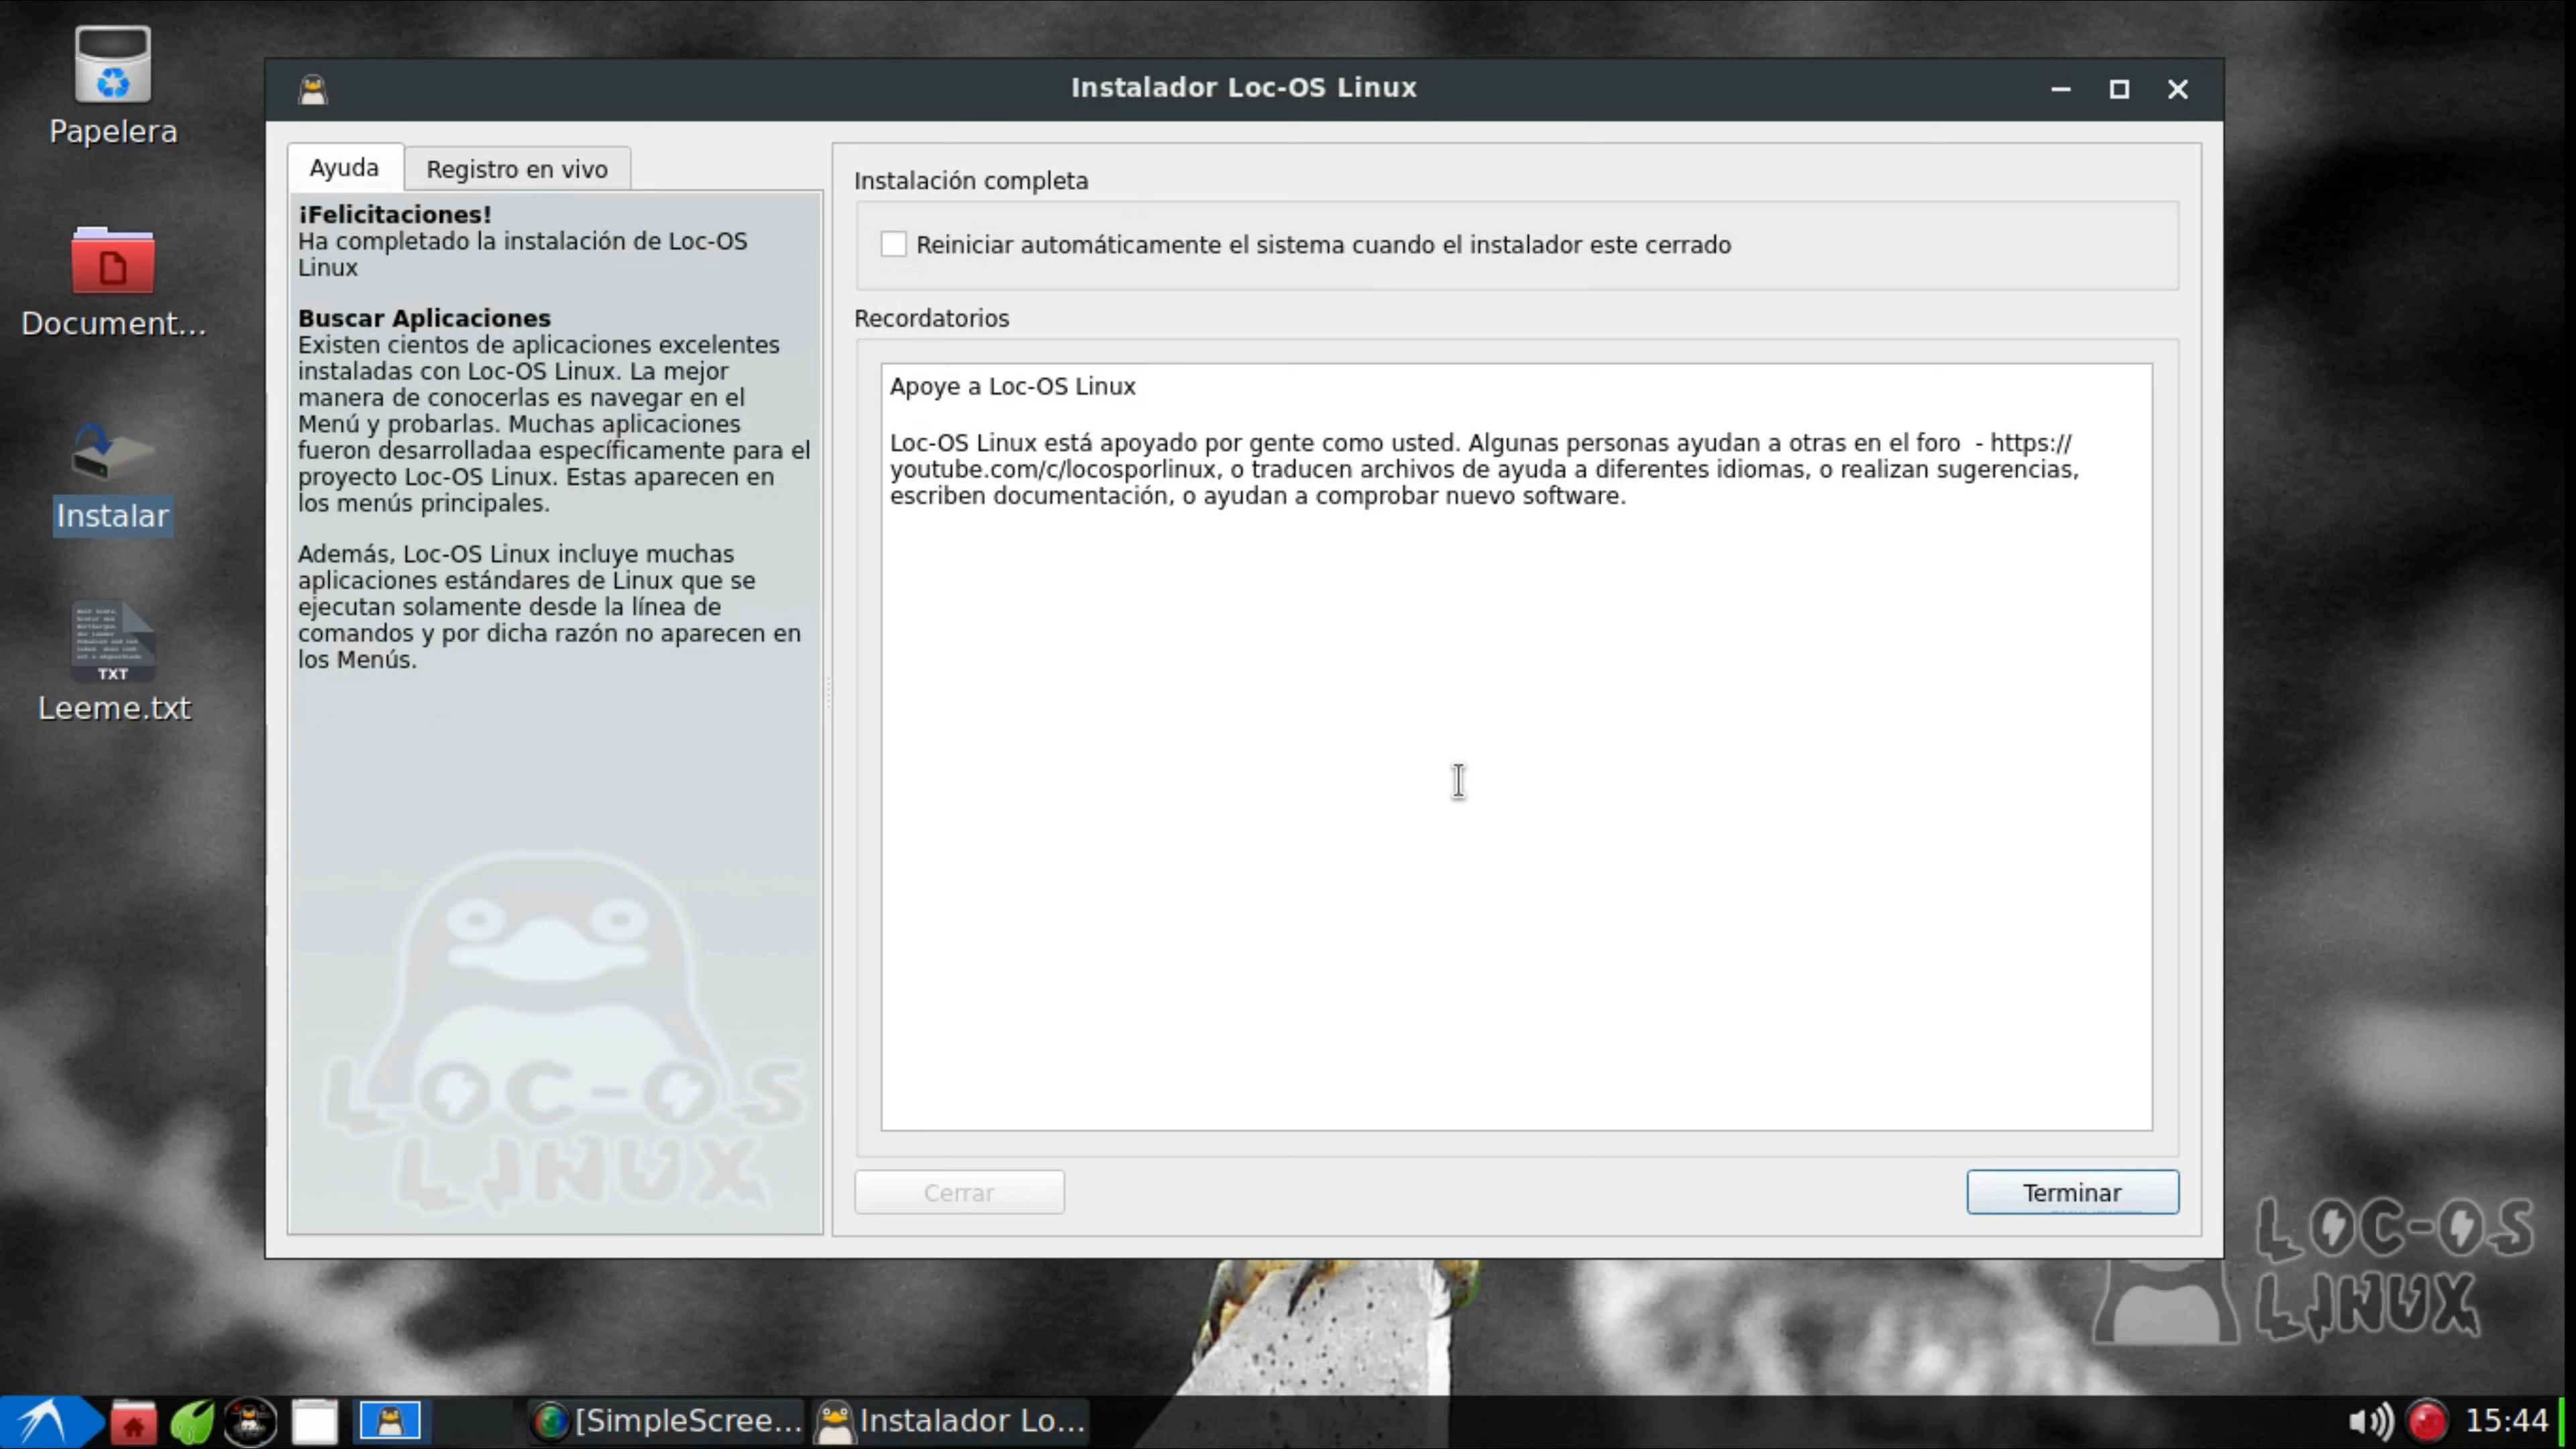 Papelera
Document...
Instalar
TXT
Leeme.txt
Instalador Loc-OS Linux
Ayuda
Registro en vivo
¡Felicitaciones!
Ha completado la instalación de Loc-OS
Linux
Buscar Aplicaciones
Existen cientos de aplicaciones excelentes
instaladas con Loc-OS Linux. La mejor
manera de conocerlas es navegar en el
Menú y probarlas. Muchas aplicaciones
fueron desarrolladaa específicamente para el
proyecto Loc-OS Linux. Estas aparecen en
los menús principales.
Además, Loc-OS Linux incluye muchas
aplicaciones estándares de Linux que se
ejecutan solamente desde la línea de
comandos y por dicha razón no aparecen en
los Menús.
LOC-OS
LINUX
Instalación completa
Reiniciar automáticamente el sistema cuando el instalador este cerrado
Recordatorios
Apoye a Loc-OS Linux
Loc-OS Linux está apoyado por gente como usted. Algunas personas ayudan a otras en el foro  - https://
youtube.com/c/locosporlinux, o traducen archivos de ayuda a diferentes idiomas, o realizan sugerencias,
escriben documentación, o ayudan a comprobar nuevo software.
Cerrar
Terminar
LOC-OS
LINUX
[SimpleScree...
Instalador Lo...
15:44